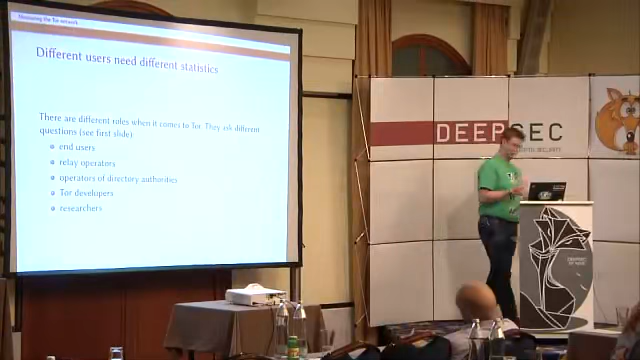 Measuring the Tor network
Different users need different statistics
There are different roles when it comes to Tor. They ask different
questions (see first slide)
end users
relay operators
operators of directory authorities
Tor developers
researchers
DEEPSEC